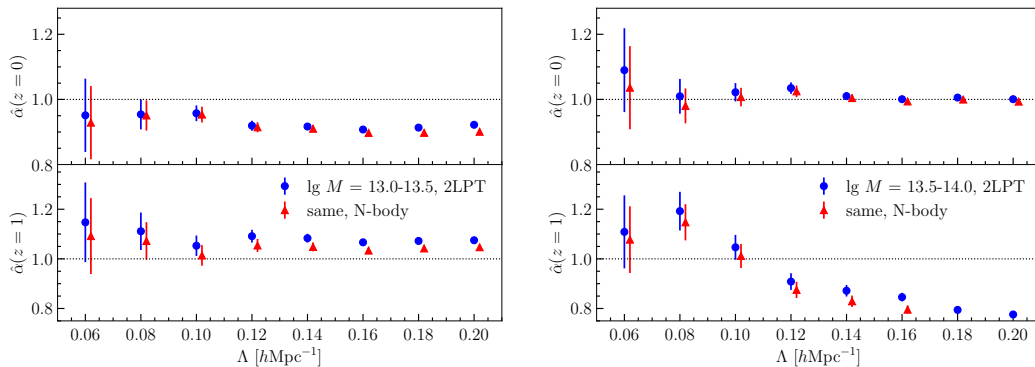 1.2
1.0
0.8
α̂(z = 0)
1.2
1.0
0.8
α̂(z = 1)
lg M = 13.0-13.5, 2LPT
same, N-body
0.06 0.08 0.10 0.12 0.14 0.16 0.18 0.20
Λ [hMpc⁻¹]
1.2
1.0
0.8
α̂(z = 0)
1.2
1.0
0.8
α̂(z = 1)
lg M = 13.5-14.0, 2LPT
same, N-body
0.06 0.08 0.10 0.12 0.14 0.16 0.18 0.20
Λ [hMpc⁻¹]